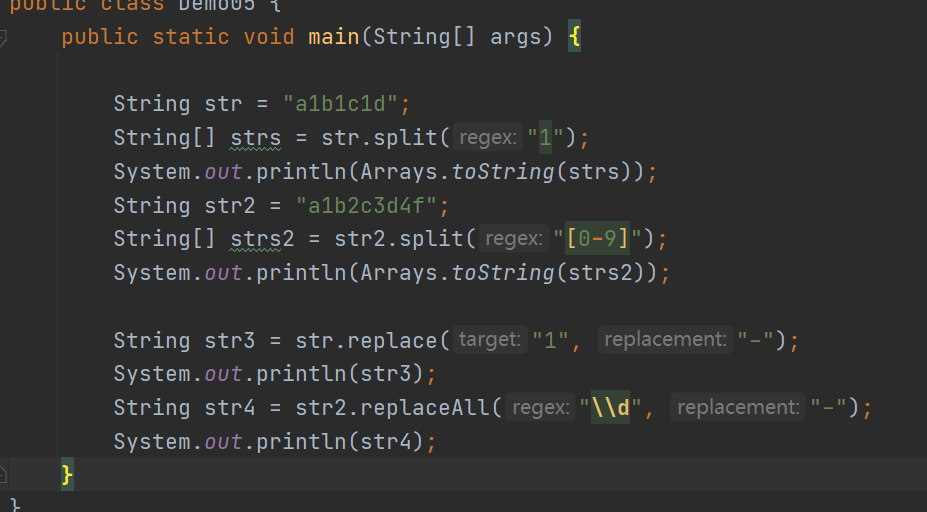 public class Demo05 {
public static void main(String[] args) {
String str = "a1b1c1d";
String[] strs = str.split( regex: "1");
System.out.println(Arrays.toString(strs));
String str2 = "a1b2c3d4f";
String[] strs2 = str2.split( regex: "[0-9]");
System.out.println(Arrays.toString(strs2));
String str3 = str.replace( target: "1", replacement: "-");
System.out.println(str3);
String str4 = str2.replaceAll( regex: "\\d", replacement: "-");
System.out.println(str4);
}
}